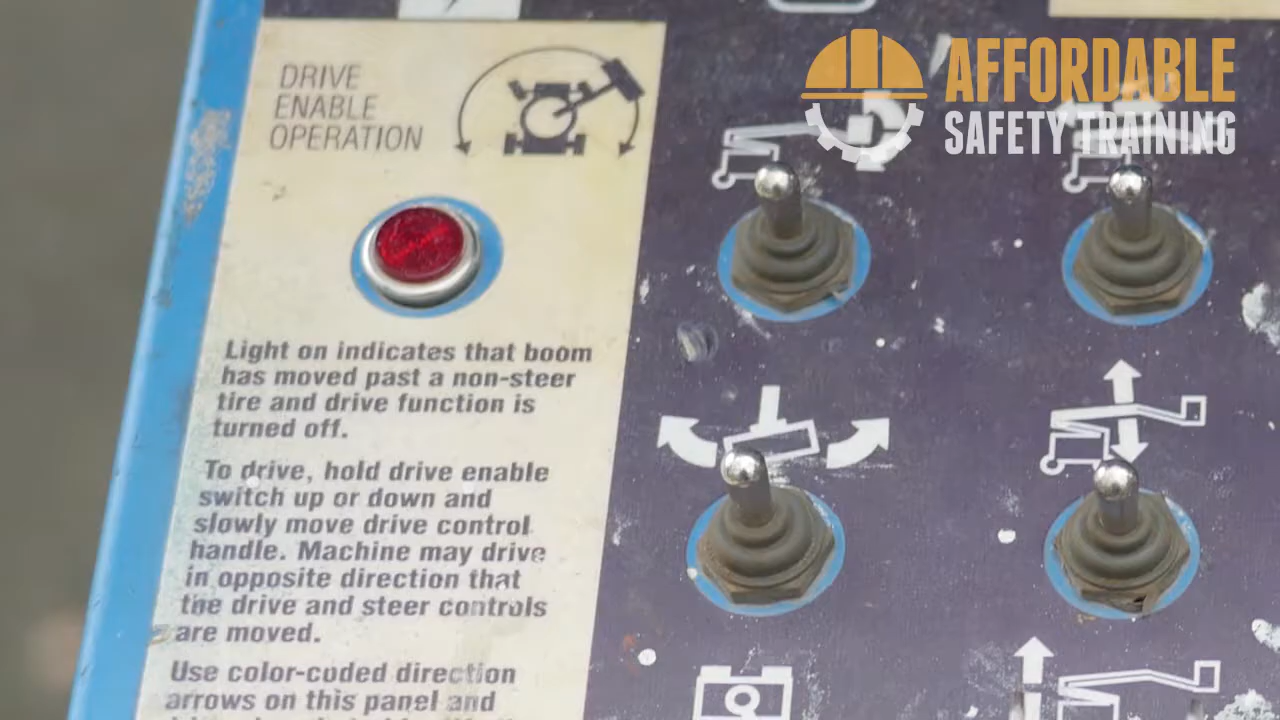 DRIVE
ENABLE
OPERATION
AFFORDABLE
SAFETY TRAINING
Light on indicates that boom
has moved past a non-steer
tire and drive function is
turned off.
To drive, hold drive enable
switch up or down and
slowly move drive control
handle. Machine may drive
in opposite direction that
the drive and steer controls
are moved.
Use color-coded direction
arrows on this panel and